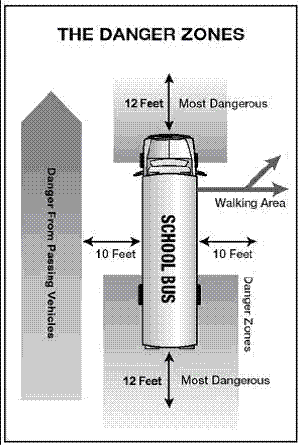 THE DANGER ZONES
12 Feet Most Dangerous
Danger From Passing Vehicles
Walking Area
SCHOOL BUS
10 Feet 10 Feet
Danger Zones
12 Feet Most Dangerous